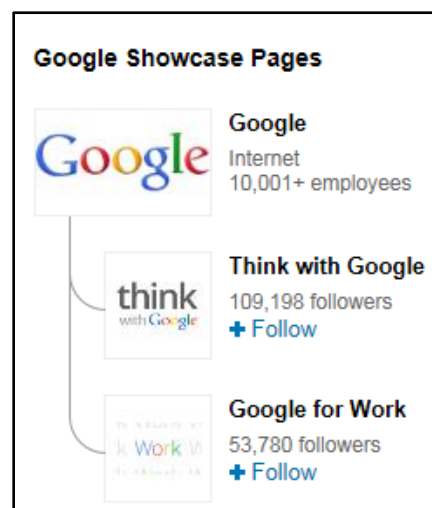 Google Showcase Pages
Google
Google
Internet
10,001+ employees
think
with Google
Think with Google
109,198 followers
+ Follow
Work
Google for Work
53,780 followers
+ Follow